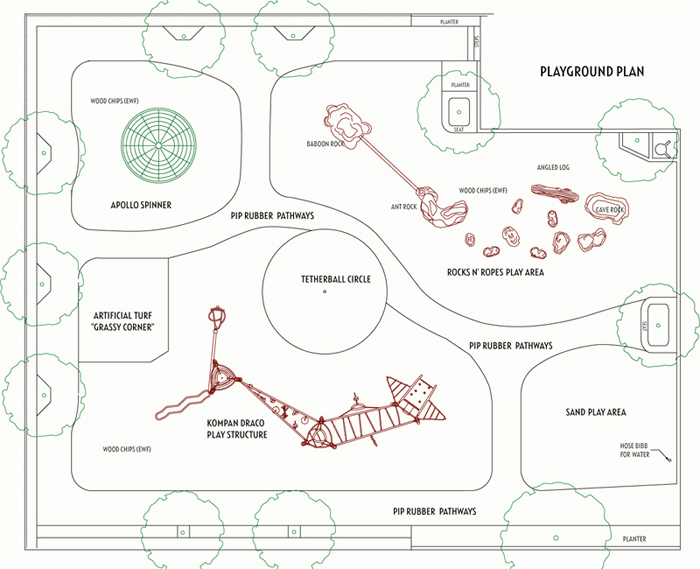 PLANTER
STEPS
PLAYGROUND PLAN
PLANTER
SEAT
WOOD CHIPS (EWF)
BABOON ROCK
APOLLO SPINNER
ANGLED LOG
WOOD CHIPS (EWF)
ANT ROCK
CAVE ROCK
PIP RUBBER PATHWAYS
ROCKS N' ROPES PLAY AREA
TETHERBALL CIRCLE
ARTIFICIAL TURF
"GRASSY CORNER"
SEAT
PIP RUBBER PATHWAYS
KOMPAN DRACO
PLAY STRUCTURE
SAND PLAY AREA
WOOD CHIPS (EWF)
HOSE BIBB
FOR WATER
PIP RUBBER PATHWAYS
PLANTER